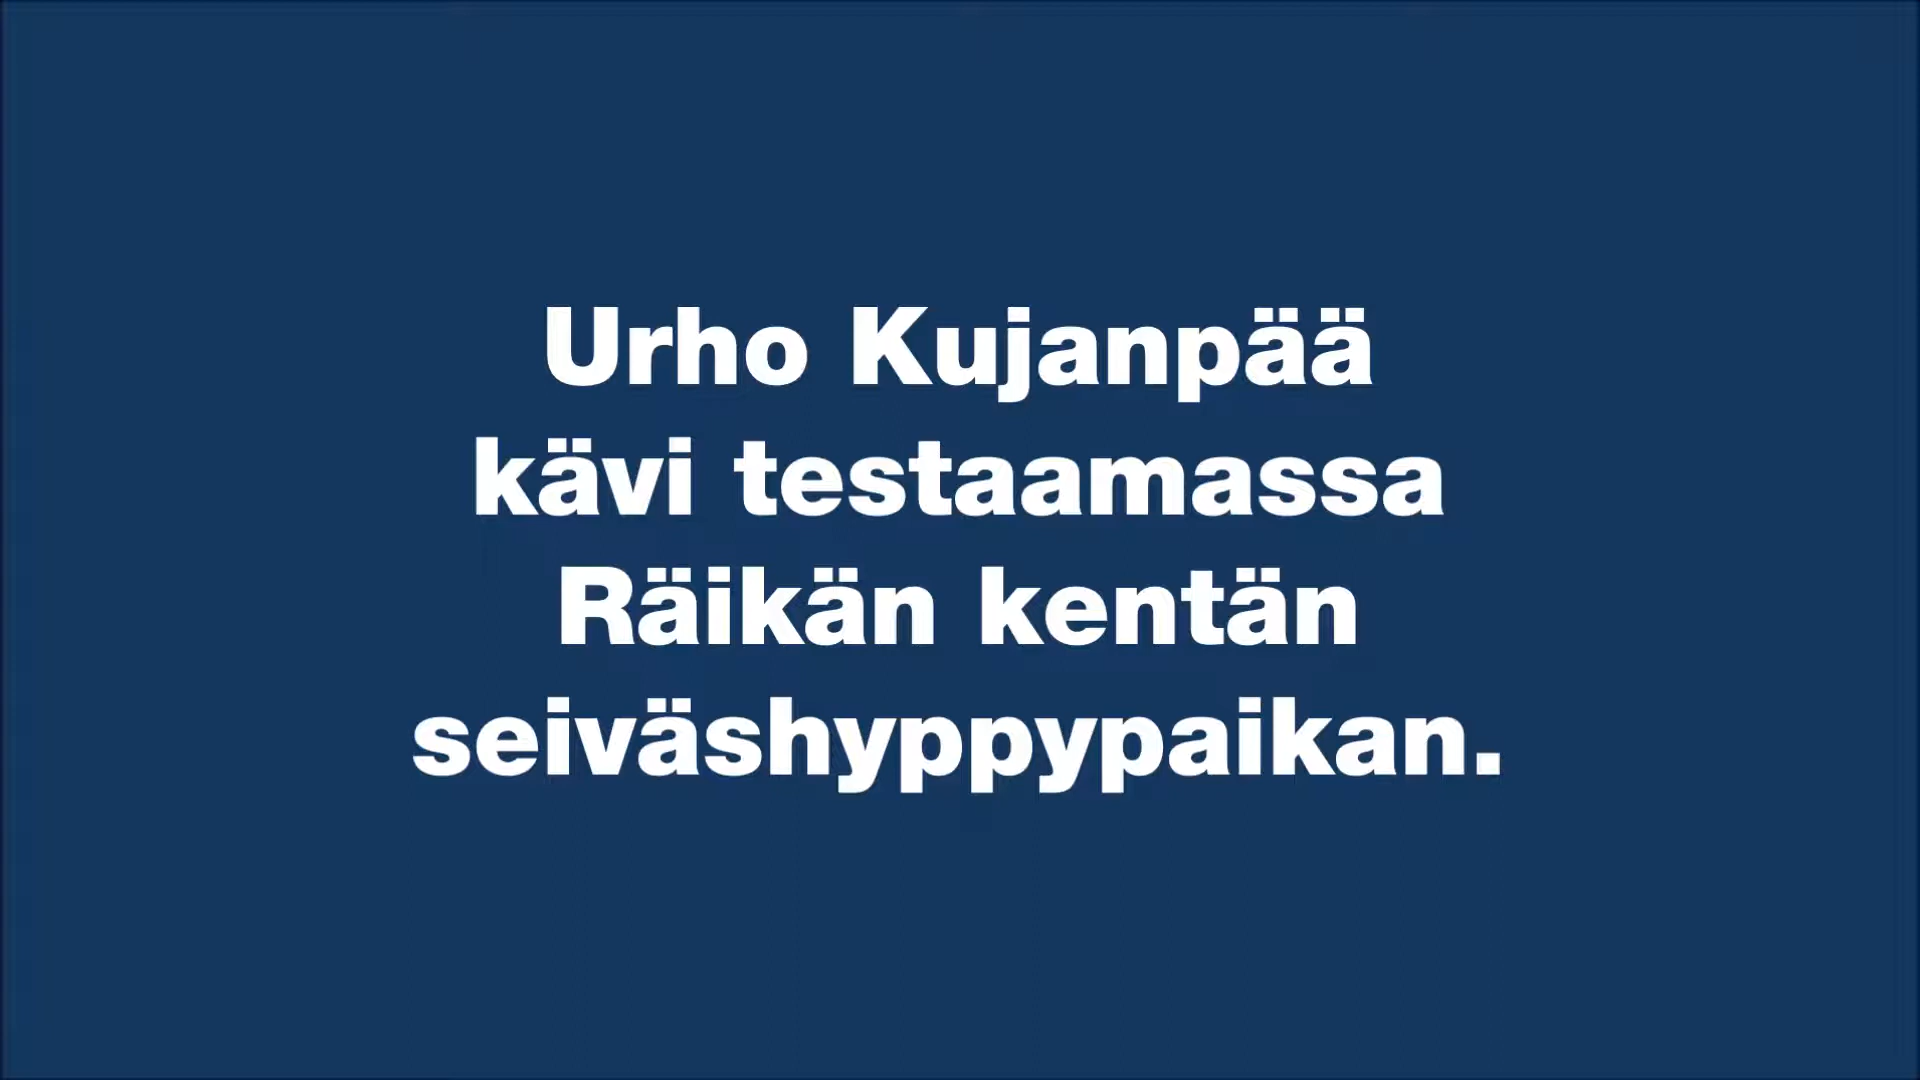 Urho Kujanpää
kävi testaamassa
Räikän kentän
seiväshyppypaikan.